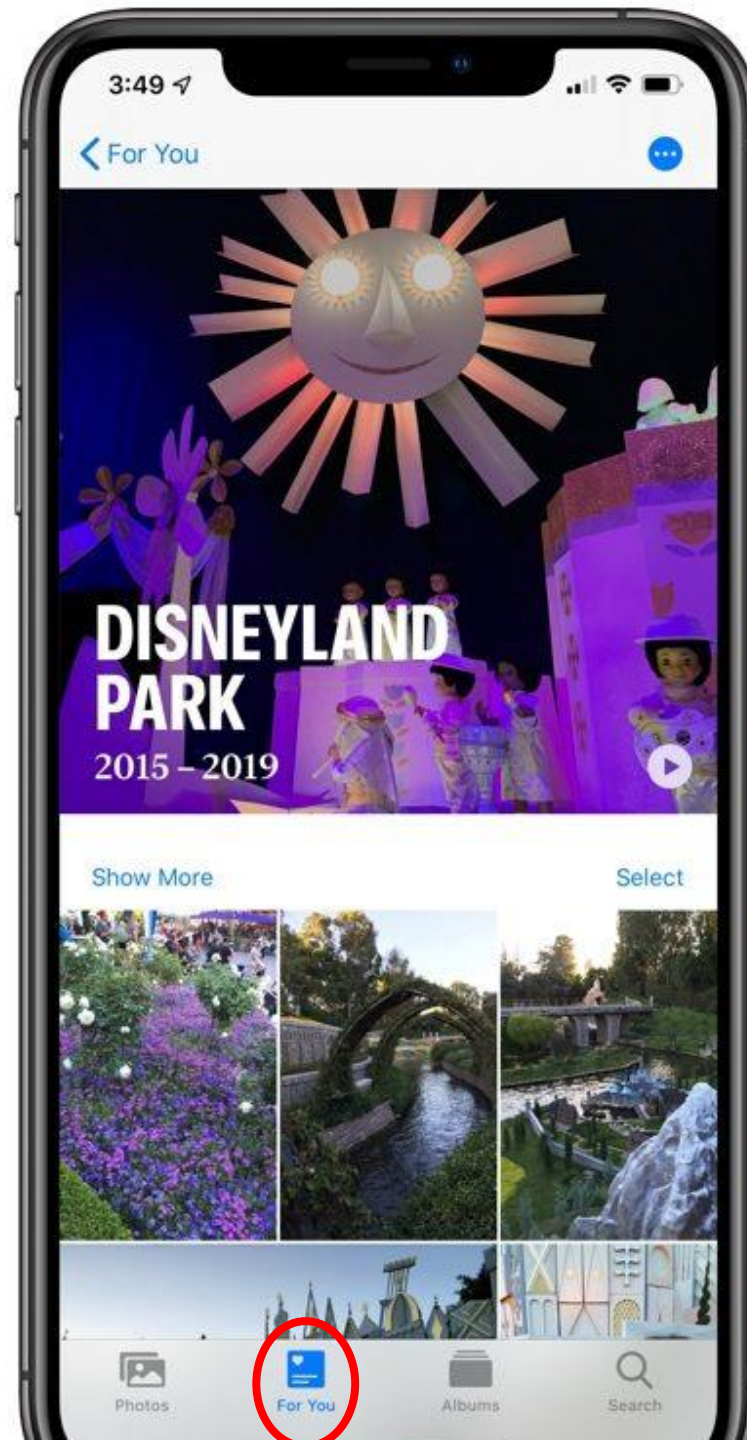 3:49
For You
DISNEYLAND
PARK
2015 – 2019
Show More
Select
Photos
For You
Albums
Search